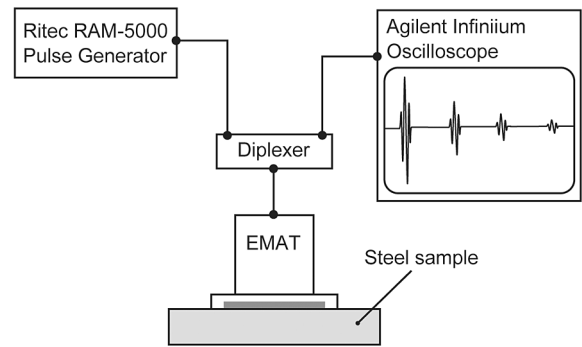 Ritec RAM-5000
Pulse Generator
Agilent Infiniium
Oscilloscope
Diplexer
EMAT
Steel sample